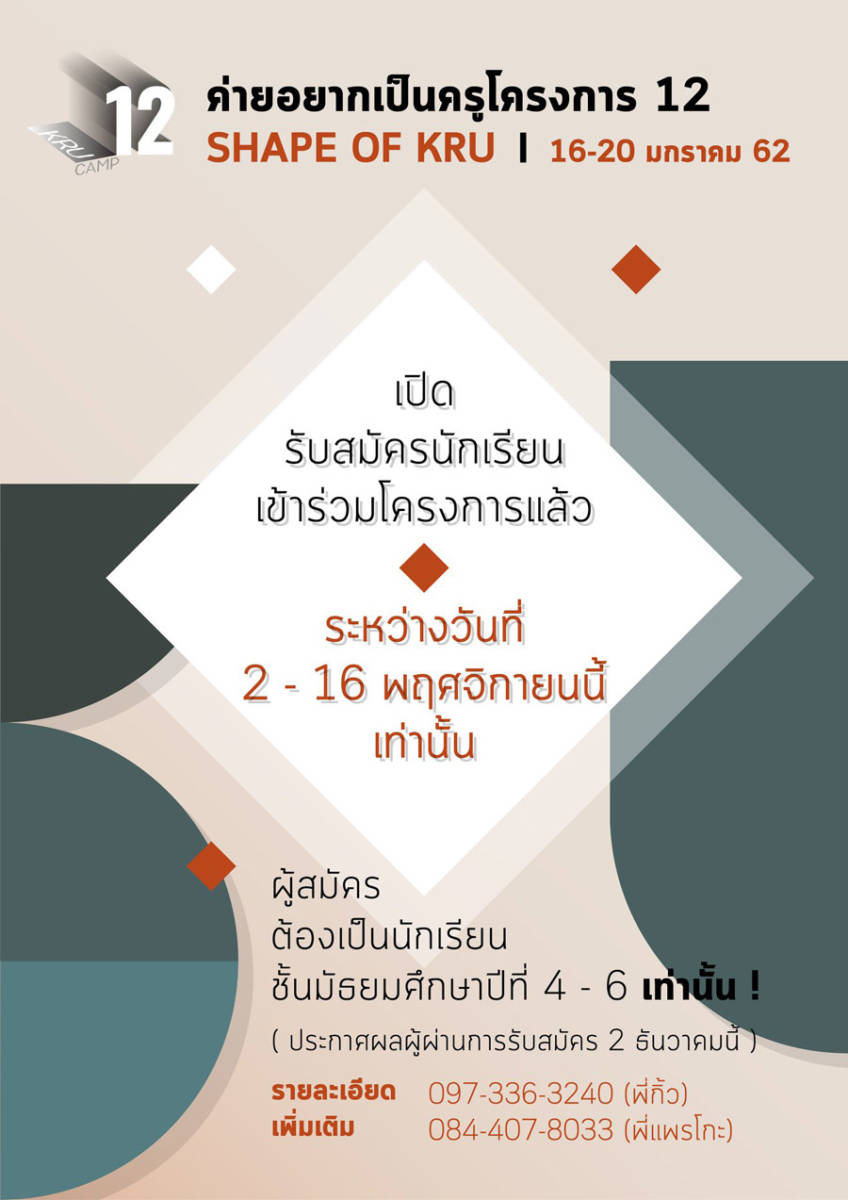 KRU
CAMP
12
ค่ายอยากเป็นครูโครงการ 12
SHAPE OF KRU | 16-20 มกราคม 62
เปิด
รับสมัครนักเรียน
เข้าร่วมโครงการแล้ว
ระหว่างวันที่
2 - 16 พฤศจิกายนนี้
เท่านั้น
ผู้สมัคร
ต้องเป็นนักเรียน
ชั้นมัธยมศึกษาปีที่ 4 - 6 เท่านั้น !
( ประกาศผลผู้ผ่านการรับสมัคร 2 ธันวาคมนี้ )
รายละเอียด 097-336-3240 (พี่กิ้ว)
เพิ่มเติม 084-407-8033 (พี่แพรโกะ)